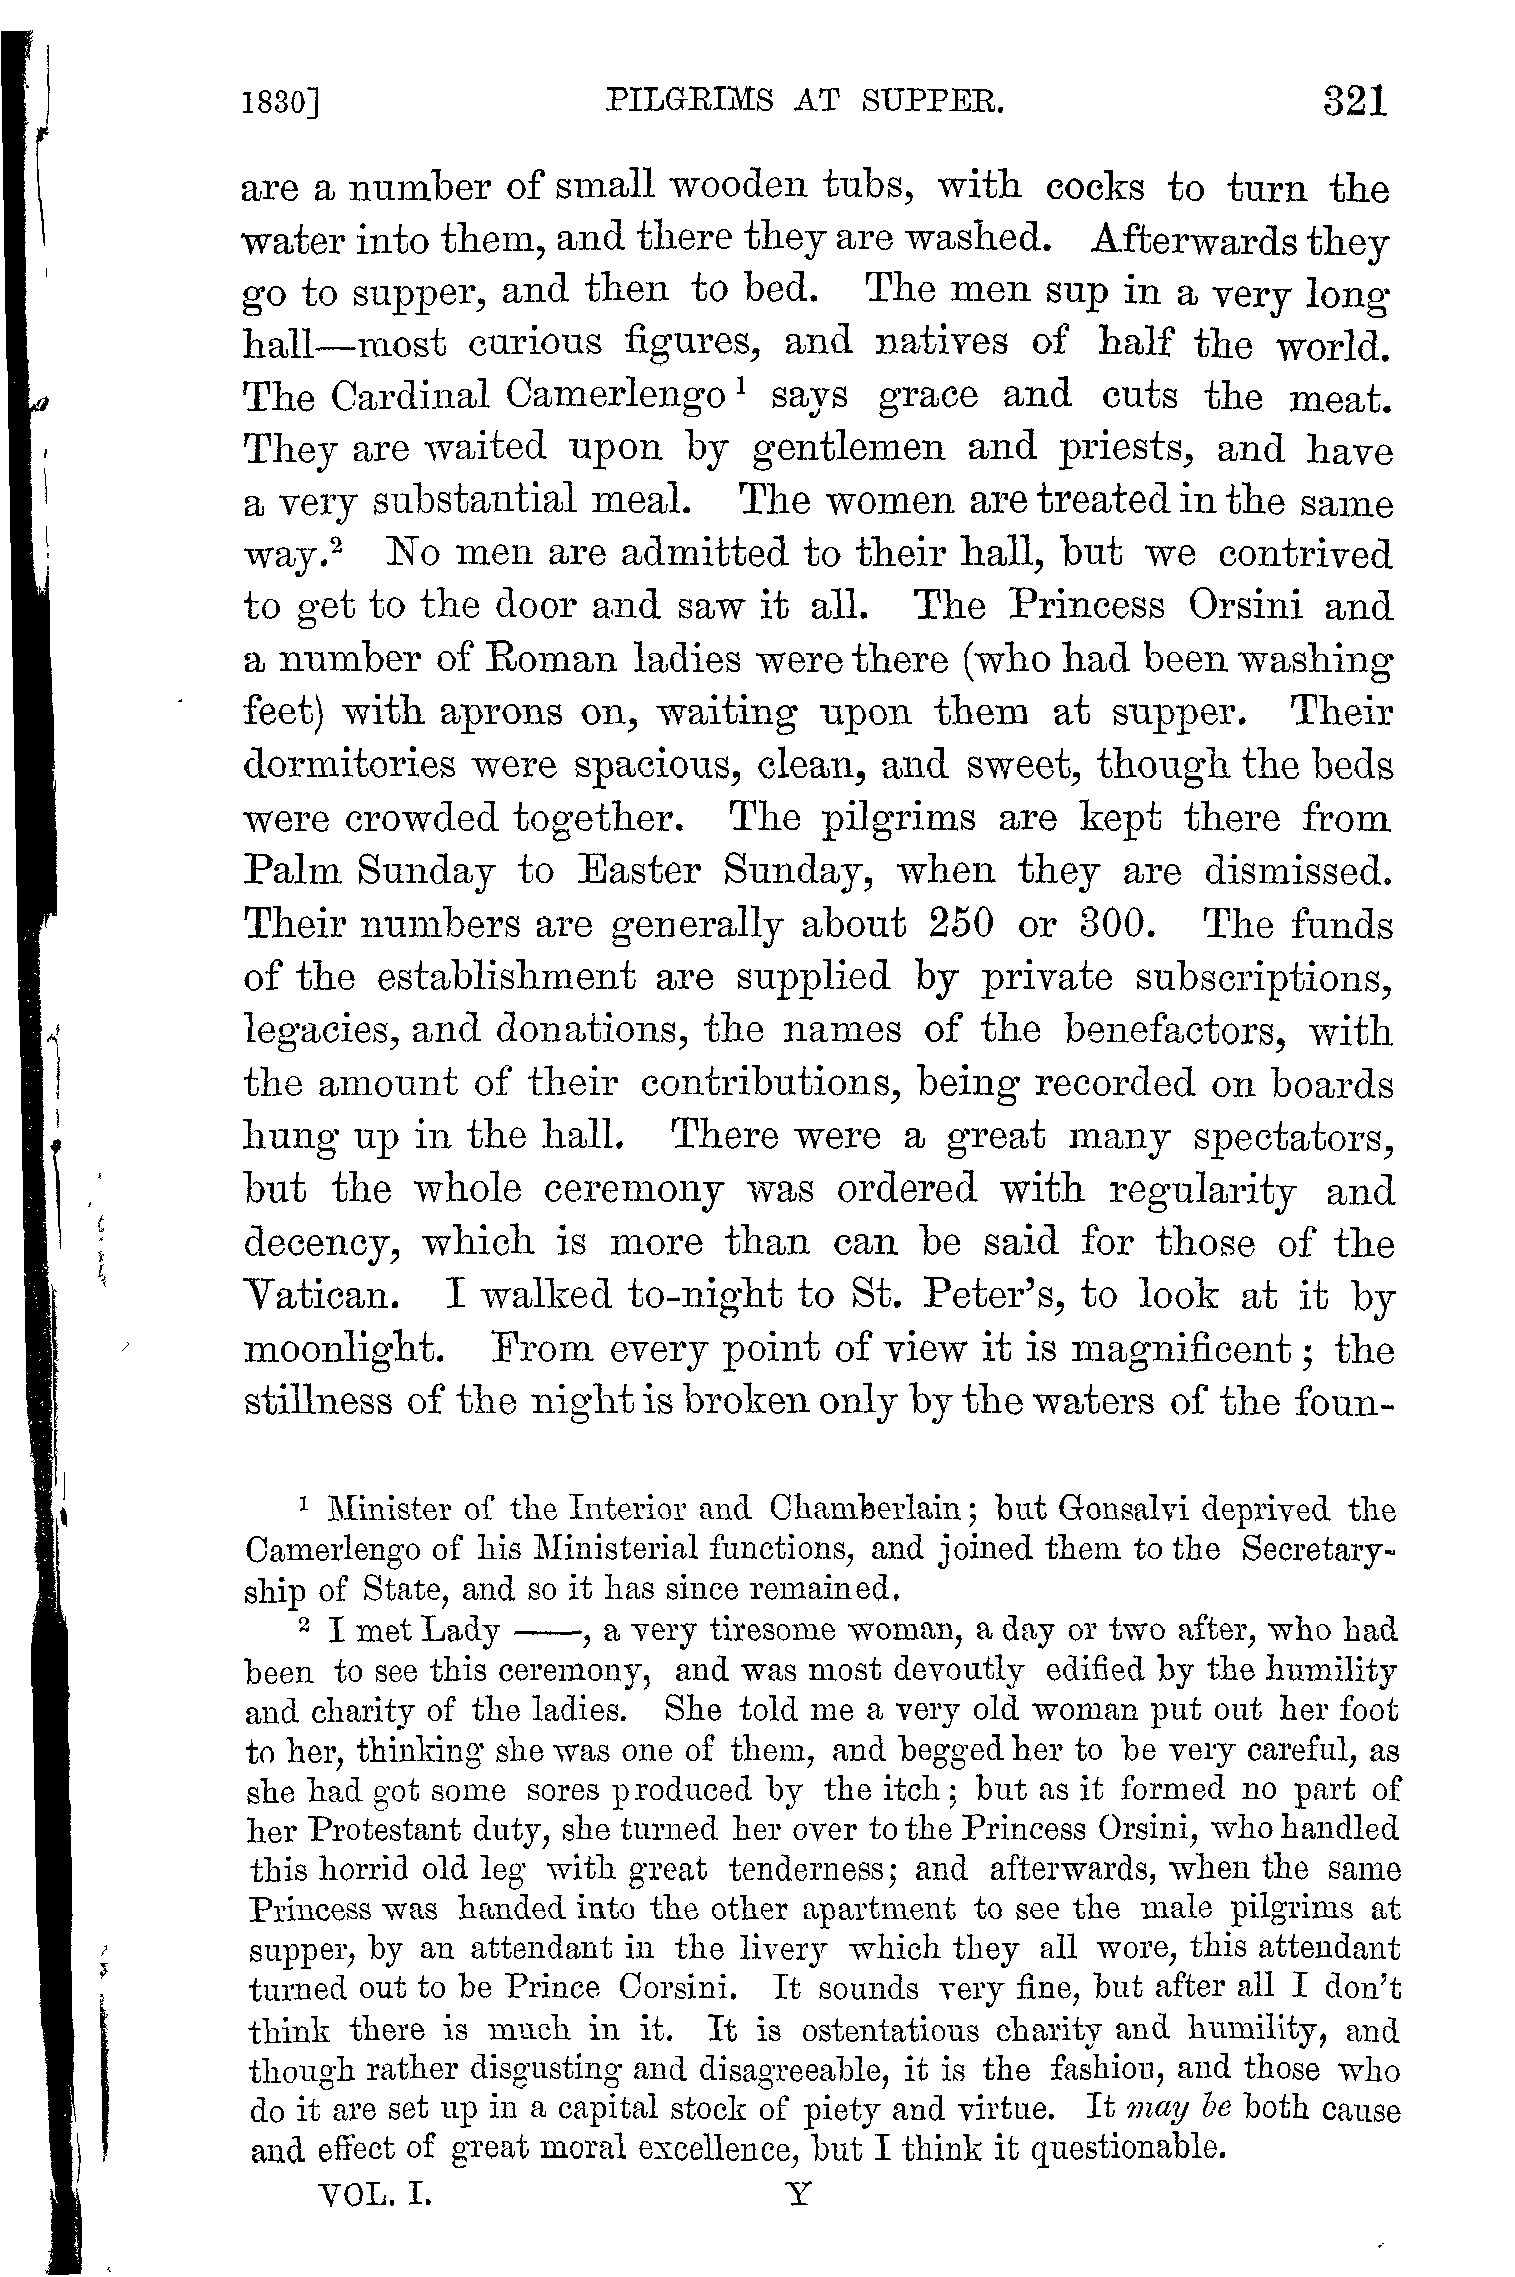 1830] PILGRIMS AT SUPPER. 321
are a number of small wooden tubs, with cocks to turn the
water into them, and there they are washed. Afterwards they
go to supper, and then to bed. The men sup in a very long
hall—most curious figures, and natives of half the world.
The Cardinal Camerlengo ¹ says grace and cuts the meat.
They are waited upon by gentlemen and priests, and have
a very substantial meal. The women are treated in the same
way.² No men are admitted to their hall, but we contrived
to get to the door and saw it all. The Princess Orsini and
a number of Roman ladies were there (who had been washing
feet) with aprons on, waiting upon them at supper. Their
dormitories were spacious, clean, and sweet, though the beds
were crowded together. The pilgrims are kept there from
Palm Sunday to Easter Sunday, when they are dismissed.
Their numbers are generally about 250 or 300. The funds
of the establishment are supplied by private subscriptions,
legacies, and donations, the names of the benefactors, with
the amount of their contributions, being recorded on boards
hung up in the hall. There were a great many spectators,
but the whole ceremony was ordered with regularity and
decency, which is more than can be said for those of the
Vatican. I walked to-night to St. Peter's, to look at it by
moonlight. From every point of view it is magnificent; the
stillness of the night is broken only by the waters of the foun-
¹ Minister of the Interior and Chamberlain; but Gonsalvi deprived the
Camerlengo of his Ministerial functions, and joined them to the Secretary-
ship of State, and so it has since remained.
² I met Lady ——, a very tiresome woman, a day or two after, who had
been to see this ceremony, and was most devoutly edified by the humility
and charity of the ladies. She told me a very old woman put out her foot
to her, thinking she was one of them, and begged her to be very careful, as
she had got some sores produced by the itch; but as it formed no part of
her Protestant duty, she turned her over to the Princess Orsini, who handled
this horrid old leg with great tenderness; and afterwards, when the same
Princess was handed into the other apartment to see the male pilgrims at
supper, by an attendant in the livery which they all wore, this attendant
turned out to be Prince Corsini. It sounds very fine, but after all I don't
think there is much in it. It is ostentatious charity and humility, and
though rather disgusting and disagreeable, it is the fashion, and those who
do it are set up in a capital stock of piety and virtue. It may be both cause
and effect of great moral excellence, but I think it questionable.
VOL. I. Y